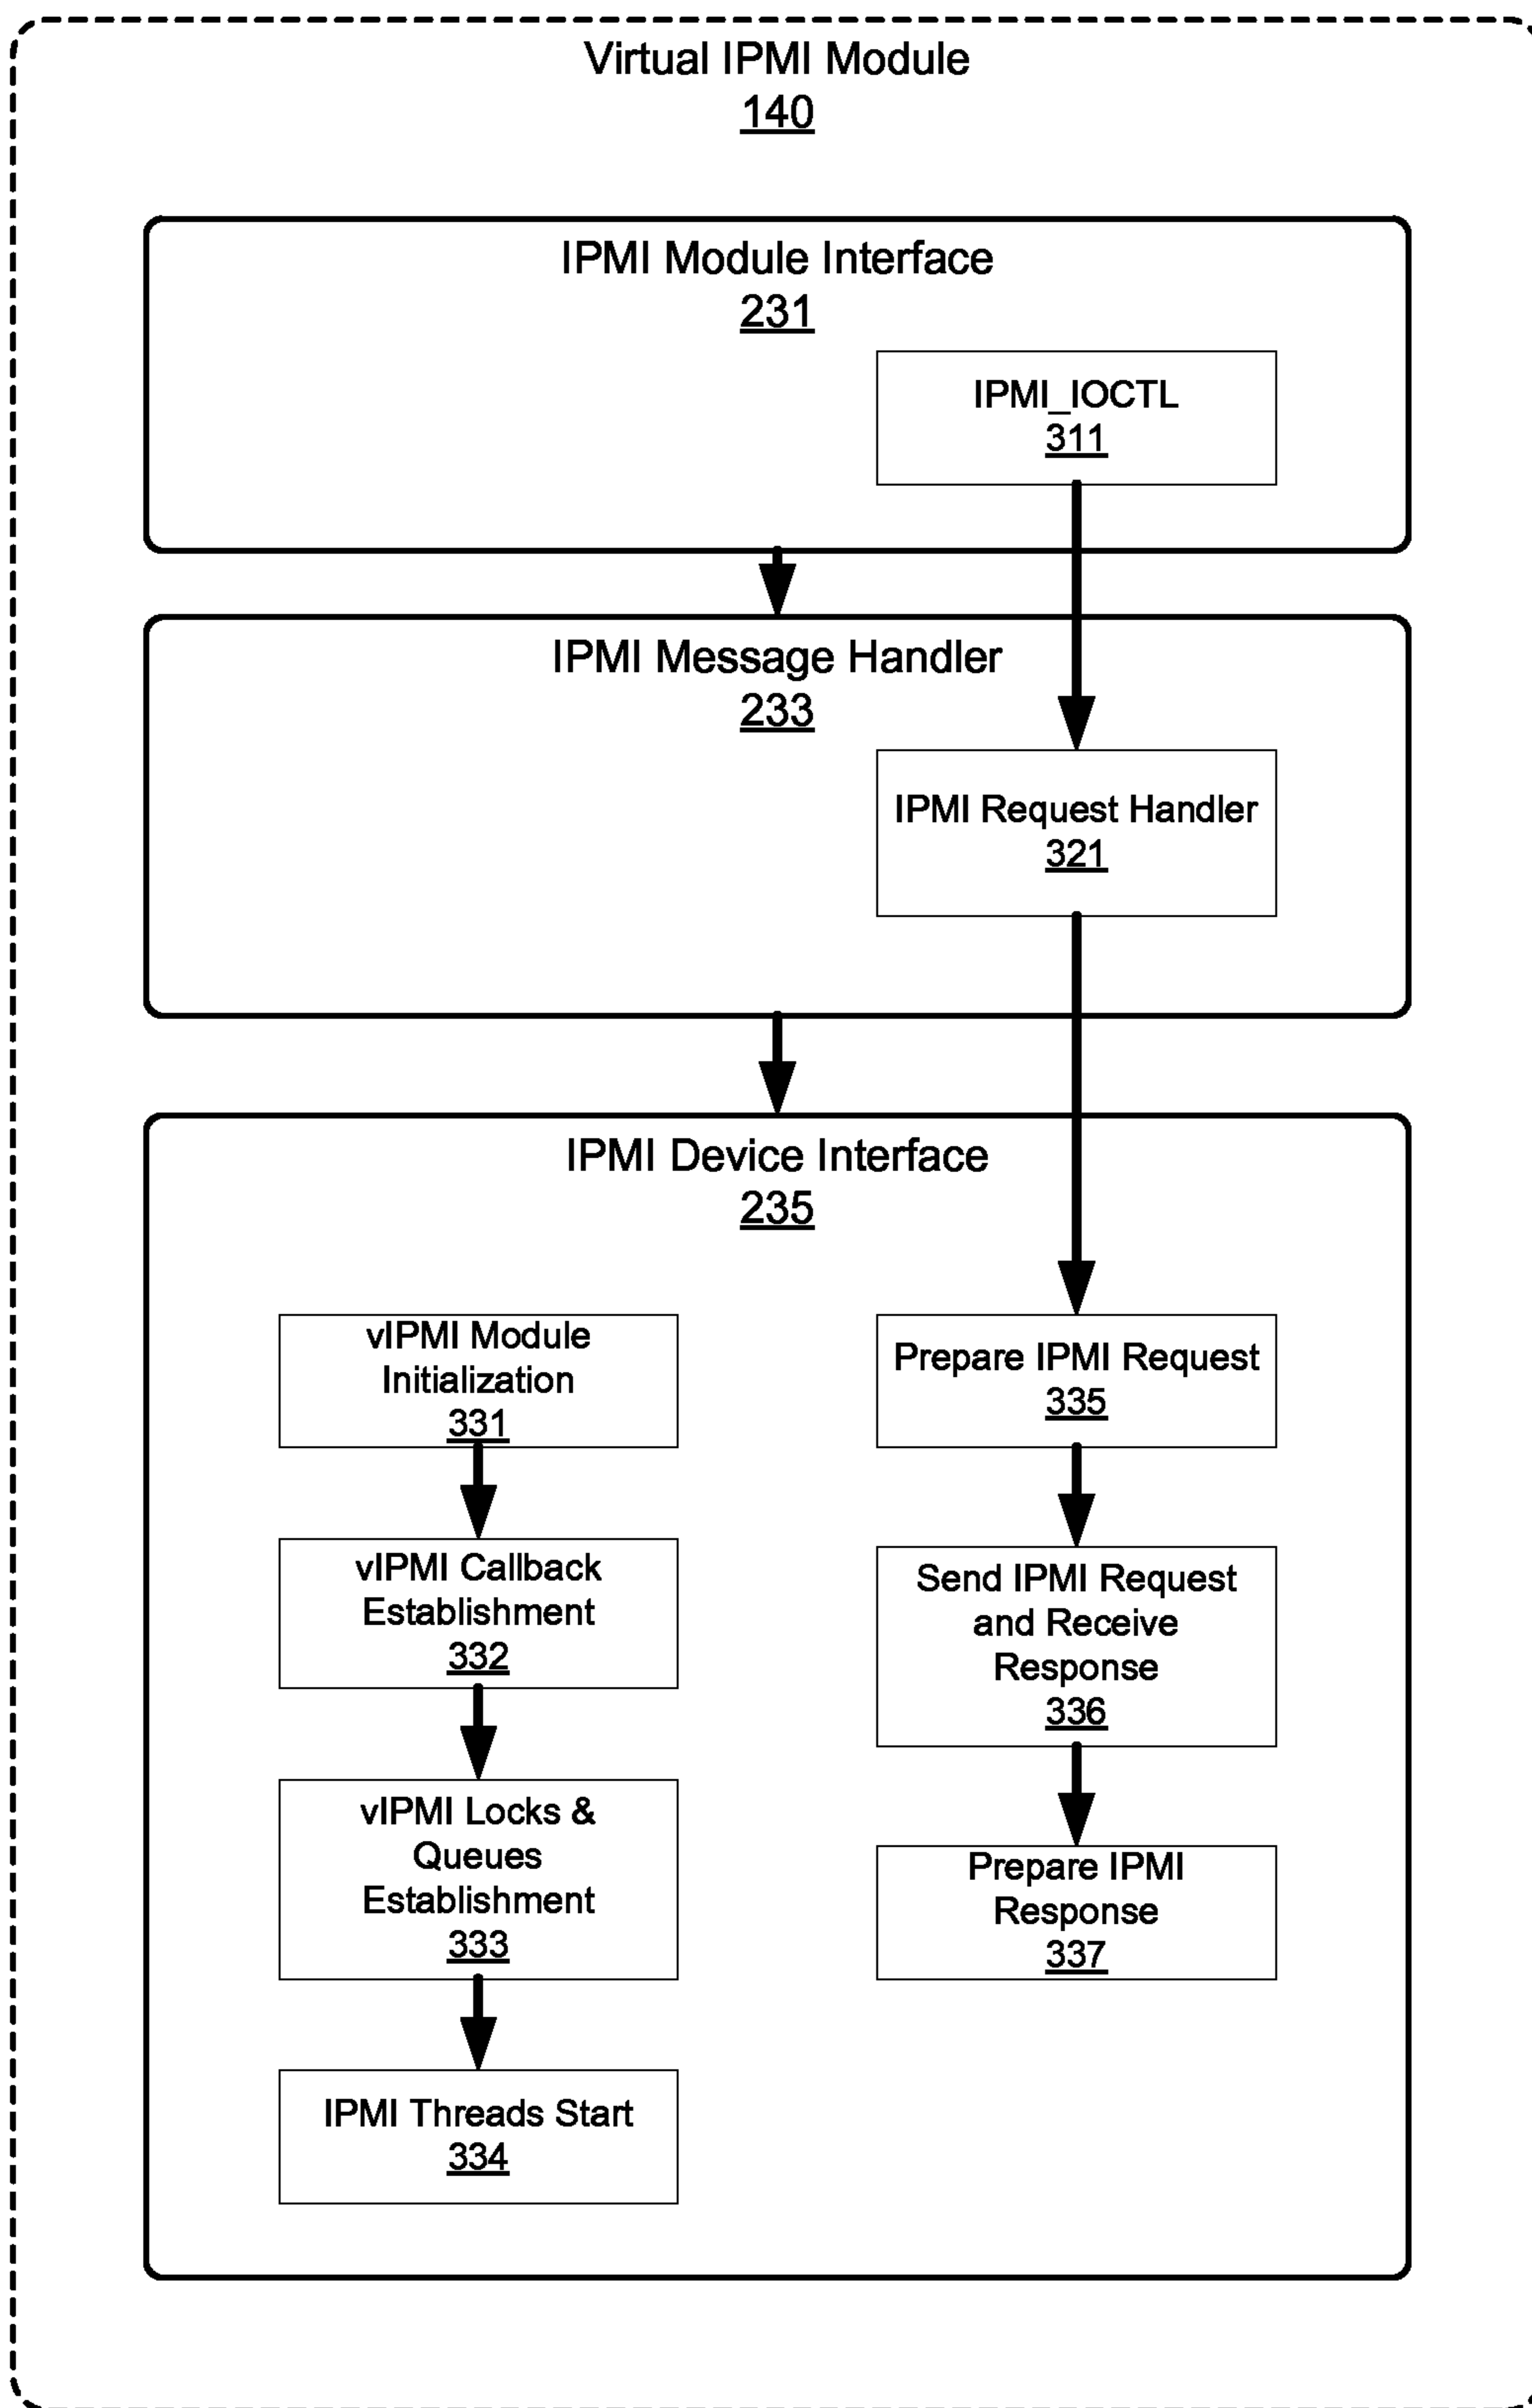 Virtual IPMI Module
140
IPMI Module Interface
231
IPMI_IOCTL
311
IPMI Message Handler
233
IPMI Request Handler
321
IPMI Device Interface
235
vIPMI Module
Initialization
331
vIPMI Callback
Establishment
332
vIPMI Locks &
Queues
Establishment
333
IPMI Threads Start
334
Prepare IPMI Request
335
Send IPMI Request
and Receive
Response
336
Prepare IPMI
Response
337